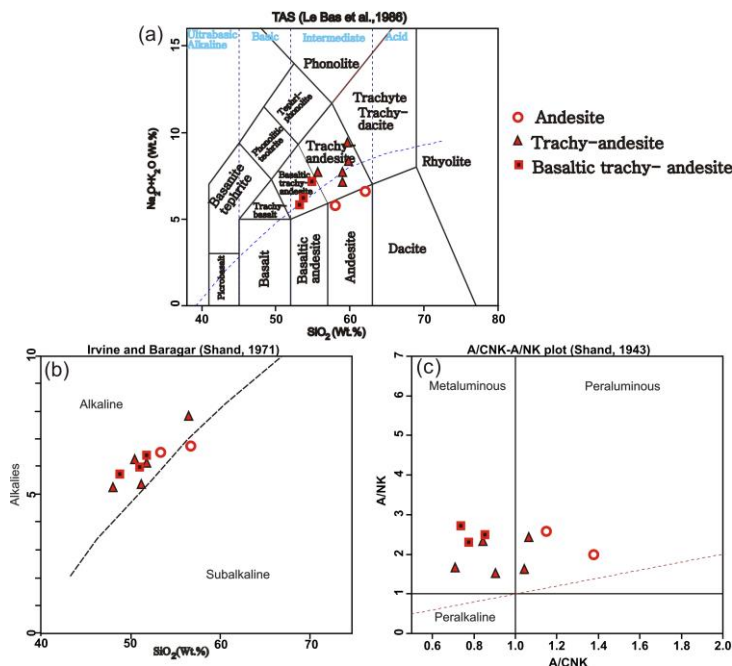 TAS (Le Bas et al.,1986)
(a)
Ultrabasic
Alkaline
Basic
Intermediate
Acid
Phonolite
Tephri-
phonolite
Trachyte
Trachy-
dacite
Phonolitic
tephrite
Trachy-
andesite
Basanite
tephrite
Basaltic
trachy-
andesite
Trachy-
basalt
Rhyolite
Picrobasalt
Basalt
Basaltic
andesite
Andesite
Dacite
Na2O+K2O (Wt.%)
0
5
10
15
40
50
60
70
80
SiO2(Wt.%)
Andesite
Trachy-andesite
Basaltic trachy- andesite
Irvine and Baragar (Shand, 1971)
(b)
Alkaline
Subalkaline
Alkalies
10
5
0
40
50
60
70
SiO2(Wt.%)
A/CNK-A/NK plot (Shand, 1943)
(c)
Metaluminous
Peraluminous
Peralkaline
A/NK
7
6
5
4
3
2
1
0
0.6
0.8
1.0
1.2
1.4
1.6
1.8
2.0
A/CNK